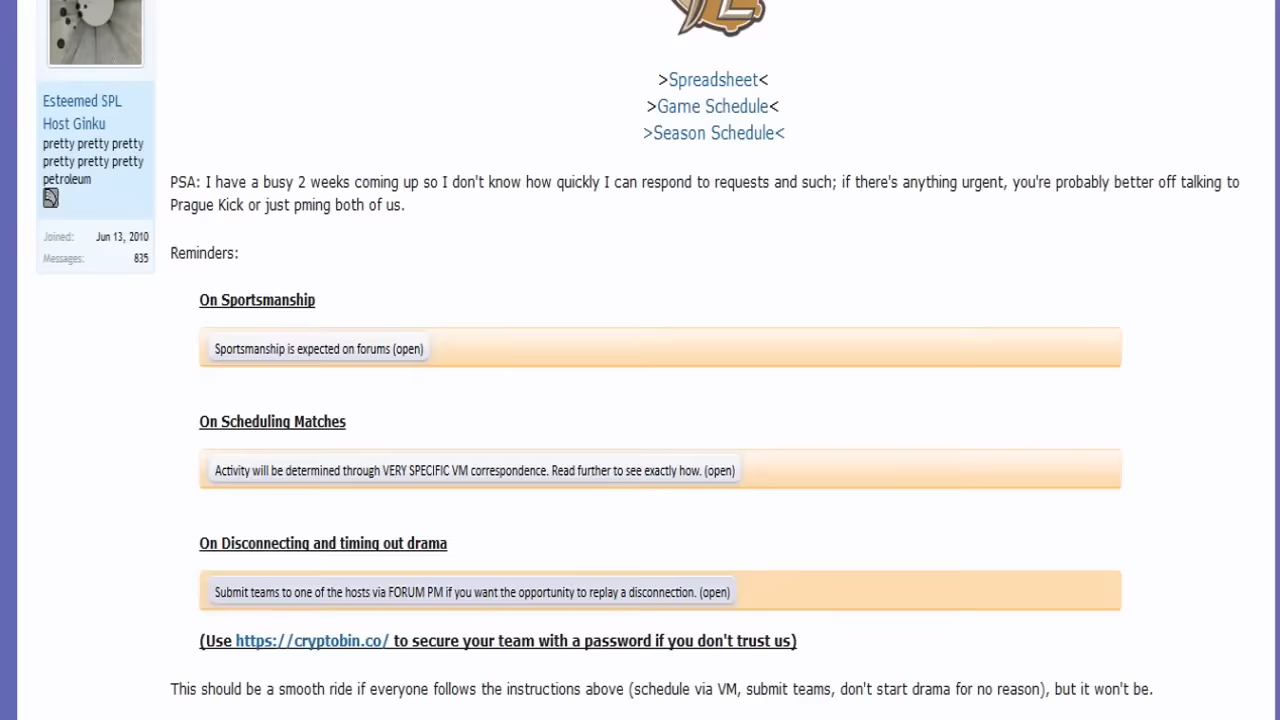 >Spreadsheet<
>Game Schedule<
>Season Schedule<
Esteemed SPL
Host Ginku
pretty pretty pretty
pretty pretty pretty
petroleum
Joined: Jun 13, 2010
Messages: 835
PSA: I have a busy 2 weeks coming up so I don't know how quickly I can respond to requests and such; if there's anything urgent, you're probably better off talking to
Prague Kick or just pming both of us.
Reminders:
On Sportsmanship
Sportsmanship is expected on forums (open)
On Scheduling Matches
Activity will be determined through VERY SPECIFIC VM correspondence. Read further to see exactly how. (open)
On Disconnecting and timing out drama
Submit teams to one of the hosts via FORUM PM if you want the opportunity to replay a disconnection. (open)
(Use https://cryptobin.co/ to secure your team with a password if you don't trust us)
This should be a smooth ride if everyone follows the instructions above (schedule via VM, submit teams, don't start drama for no reason), but it won't be.